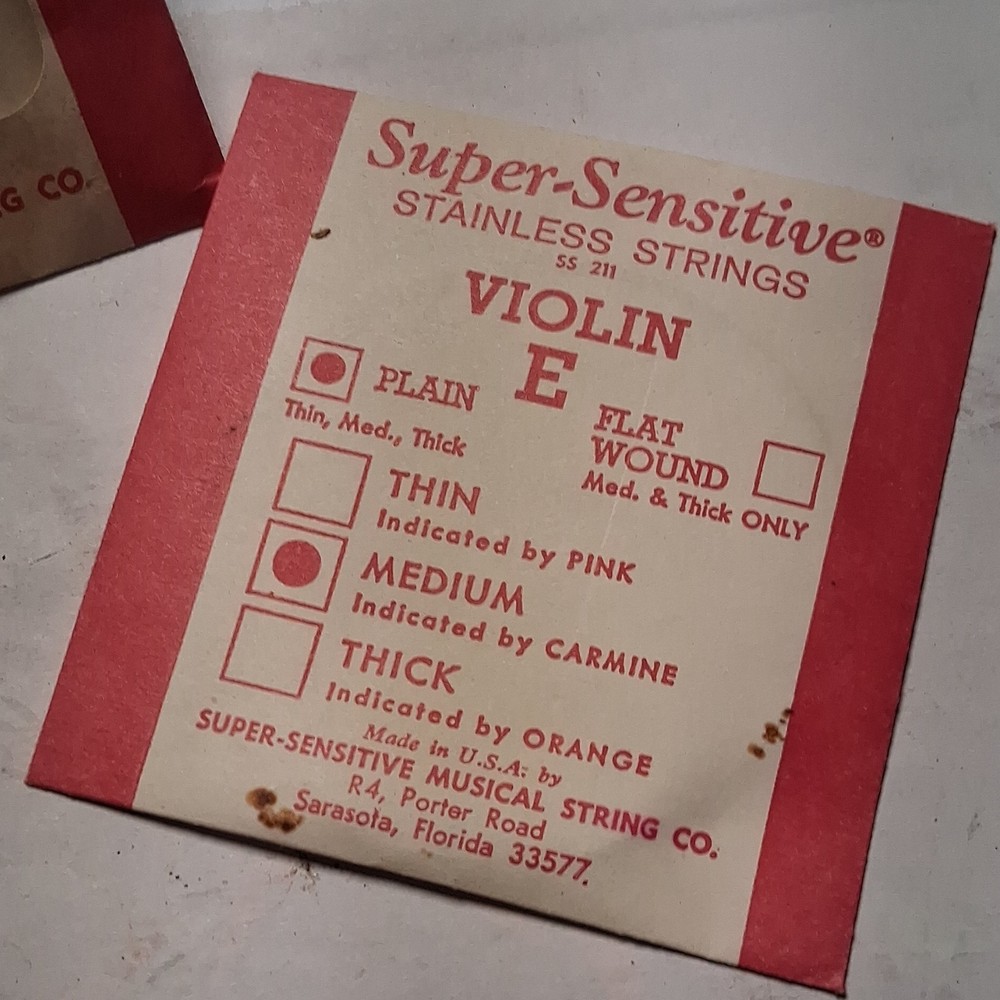 Super-Sensitive®
STAINLESS STRINGS
SS 211
VIOLIN
E
PLAIN
Thin, Med., Thick
FLAT
WOUND
Med. & Thick ONLY
THIN
Indicated by PINK
MEDIUM
Indicated by CARMINE
THICK
Indicated by ORANGE
Made in U.S.A. by
SUPER-SENSITIVE MUSICAL STRING CO.
R4, Porter Road
Sarasota, Florida 33577.
G CO